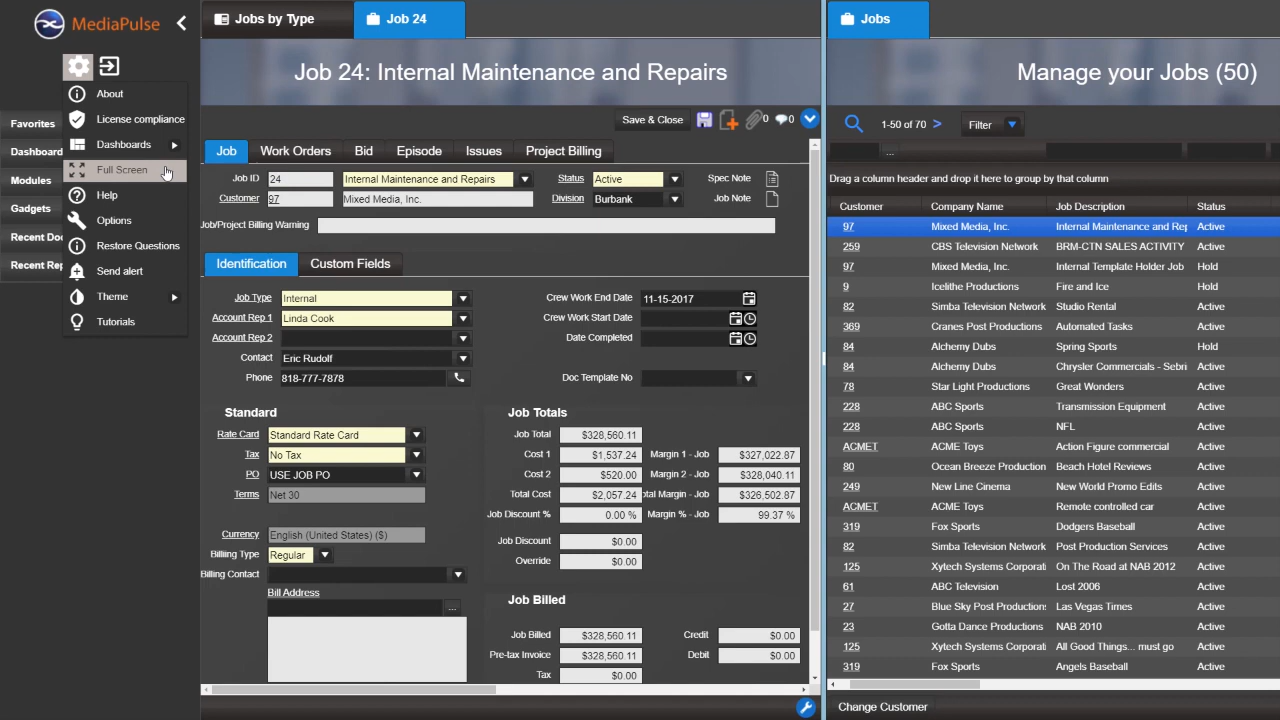 MediaPulse
About
License compliance
Dashboards
Full Screen
Help
Options
Restore Questions
Send alert
Theme
Tutorials
Favorites
Dashboard
Modules
Gadgets
Recent Do
Recent Rep
Jobs by Type
Job 24
Job 24: Internal Maintenance and Repairs
Save & Close
0
0
Job Work Orders Bid Episode Issues Project Billing
Job ID 24 Internal Maintenance and Repairs Status Active Spec Note
Customer 97 Mixed Media, Inc. Division Burbank Job Note
Job/Project Billing Warning
Identification Custom Fields
Job Type Internal Crew Work End Date 11-15-2017
Account Rep 1 Linda Cook Crew Work Start Date
Account Rep 2 Date Completed
Contact Eric Rudolf
Phone 818-777-7878 Doc Template No
Standard Job Totals
Rate Card Standard Rate Card Job Total $328,560.11
Tax No Tax Cost 1 $1,537.24 Margin 1 - Job $327,022.87
PO USE JOB PO Cost 2 $520.00 Margin 2 - Job $328,040.11
Terms Net 30 Total Cost $2,057.24 otal Margin - Job $326,502.87
Job Discount % 0.00 % Margin % - Job 99.37 %
Currency English (United States) ($) Job Discount $0.00
Billing Type Regular Override $0.00
Billing Contact
Bill Address Job Billed
...
Job Billed $328,560.11 Credit $0.00
Pre-tax Invoice $328,560.11 Debit $0.00
Tax $0.00
Jobs
Manage your Jobs (50)
1-50 of 70 > Filter
...
Drag a column header and drop it here to group by that column
Customer Company Name Job Description Status
97 Mixed Media, Inc. Internal Maintenance and Rep Active
259 CBS Television Network BRM-CTN SALES ACTIVITY Active
97 Mixed Media, Inc. Internal Template Holder Job Hold
9 Icelithe Productions Fire and Ice Hold
82 Simba Television Network Studio Rental Active
369 Cranes Post Productions Automated Tasks Active
84 Alchemy Dubs Spring Sports Hold
84 Alchemy Dubs Chrysler Commercials - Sebri Active
78 Star Light Productions Great Wonders Active
228 ABC Sports Transmission Equipment Active
228 ABC Sports NFL Active
ACMET ACME Toys Action Figure commercial Active
80 Ocean Breeze Production Beach Hotel Reviews Active
249 New Line Cinema New World Promo Edits Active
ACMET ACME Toys Remote controlled car Active
319 Fox Sports Dodgers Baseball Active
82 Simba Television Network Post Production Services Active
125 Xytech Systems Corporati On The Road at NAB 2012 Active
61 ABC Television Lost 2006 Active
27 Blue Sky Post Productions Las Vegas Times Active
23 Gotta Dance Productions NAB 2010 Active
125 Xytech Systems Corporati All Good Things... must go Active
319 Fox Sports Angels Baseball Active
Change Customer